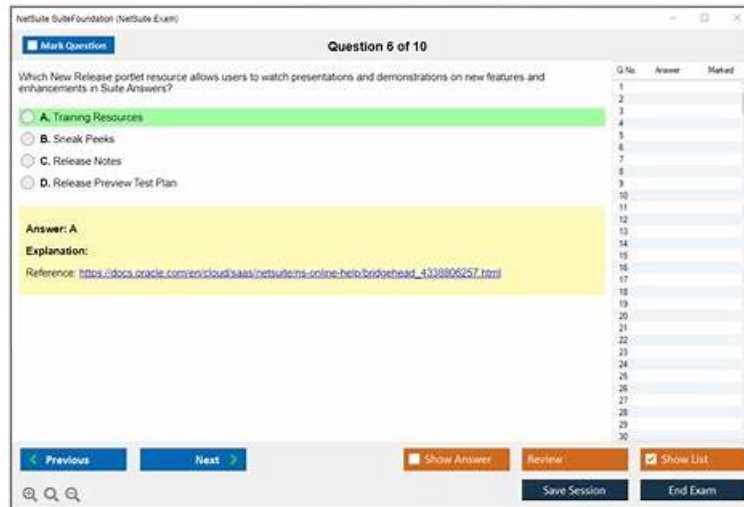 NetSuite SuiteFoundation (NetSuite Exam)
Mark Question
Question 6 of 10
Which New Release portlet resource allows users to watch presentations and demonstrations on new features and
enhancements in Suite Answers?
A. Training Resources
B. Sneak Peeks
C. Release Notes
D. Release Preview Test Plan
Answer: A
Explanation:
Reference: https://docs.oracle.com/en/cloud/saas/netsuite/ns-online-help/bridgehead_4338806257.html
Q.No. Answer Marked
1
2
3
4
5
6
7
8
9
10
11
12
13
14
15
16
17
18
19
20
21
22
23
24
25
26
27
28
29
30
Previous
Next
Show Answer
Review
Show List
Save Session
End Exam